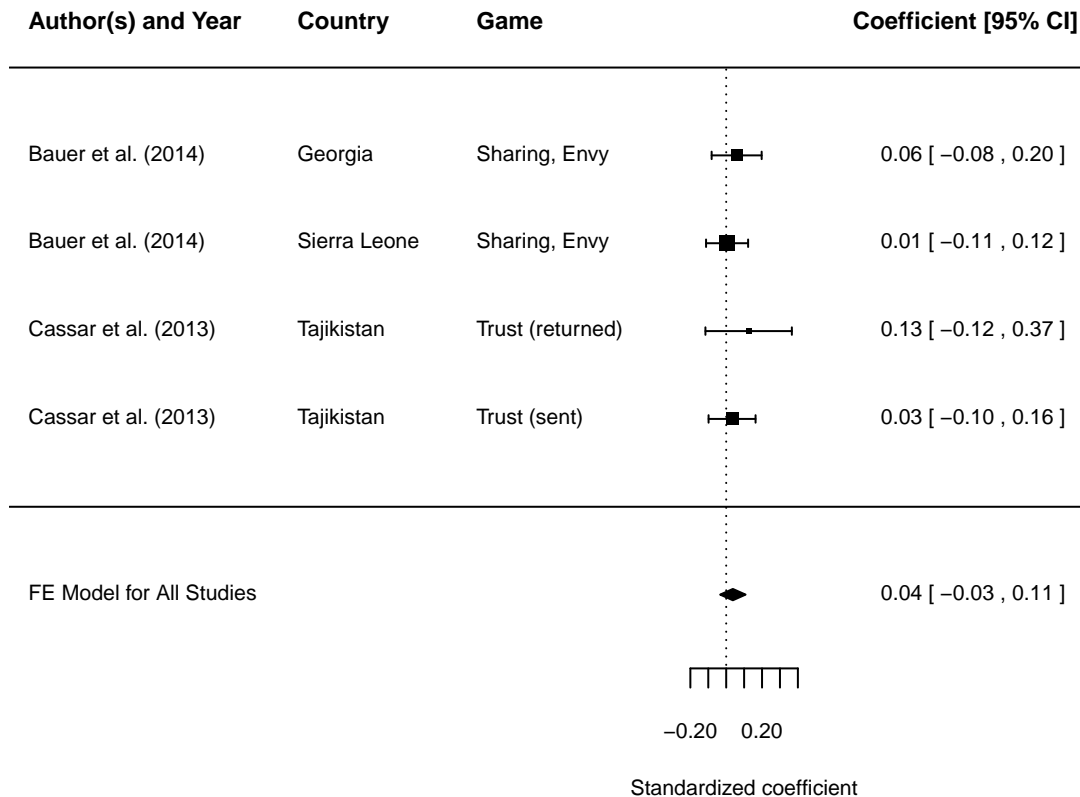 Author(s) and Year Country Game Coefficient [95% CI]
Bauer et al. (2014) Georgia Sharing, Envy 0.06 [ −0.08 , 0.20 ]
Bauer et al. (2014) Sierra Leone Sharing, Envy 0.01 [ −0.11 , 0.12 ]
Cassar et al. (2013) Tajikistan Trust (returned) 0.13 [ −0.12 , 0.37 ]
Cassar et al. (2013) Tajikistan Trust (sent) 0.03 [ −0.10 , 0.16 ]
FE Model for All Studies 0.04 [ −0.03 , 0.11 ]
−0.20 0.20
Standardized coefficient